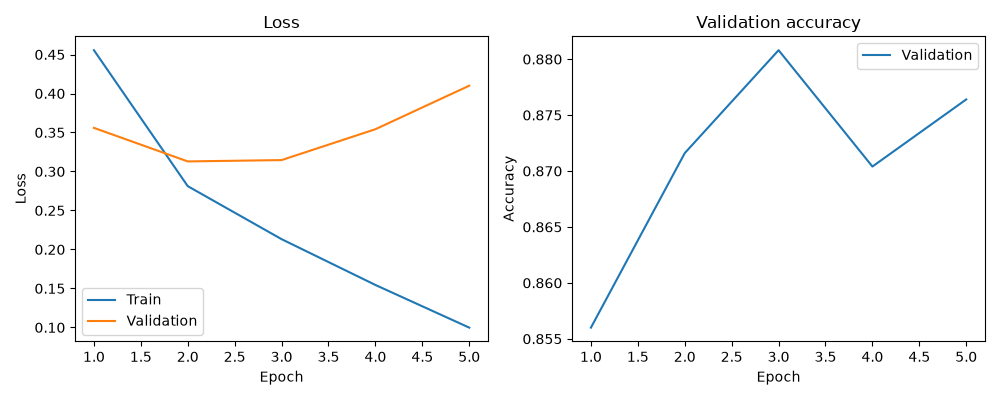 Loss
0.45
0.40
0.35
0.30
0.25
0.20
0.15
0.10
Loss
Train
Validation
1.0 1.5 2.0 2.5 3.0 3.5 4.0 4.5 5.0
Epoch
Validation accuracy
Validation
0.880
0.875
0.870
0.865
0.860
0.855
Accuracy
1.0 1.5 2.0 2.5 3.0 3.5 4.0 4.5 5.0
Epoch